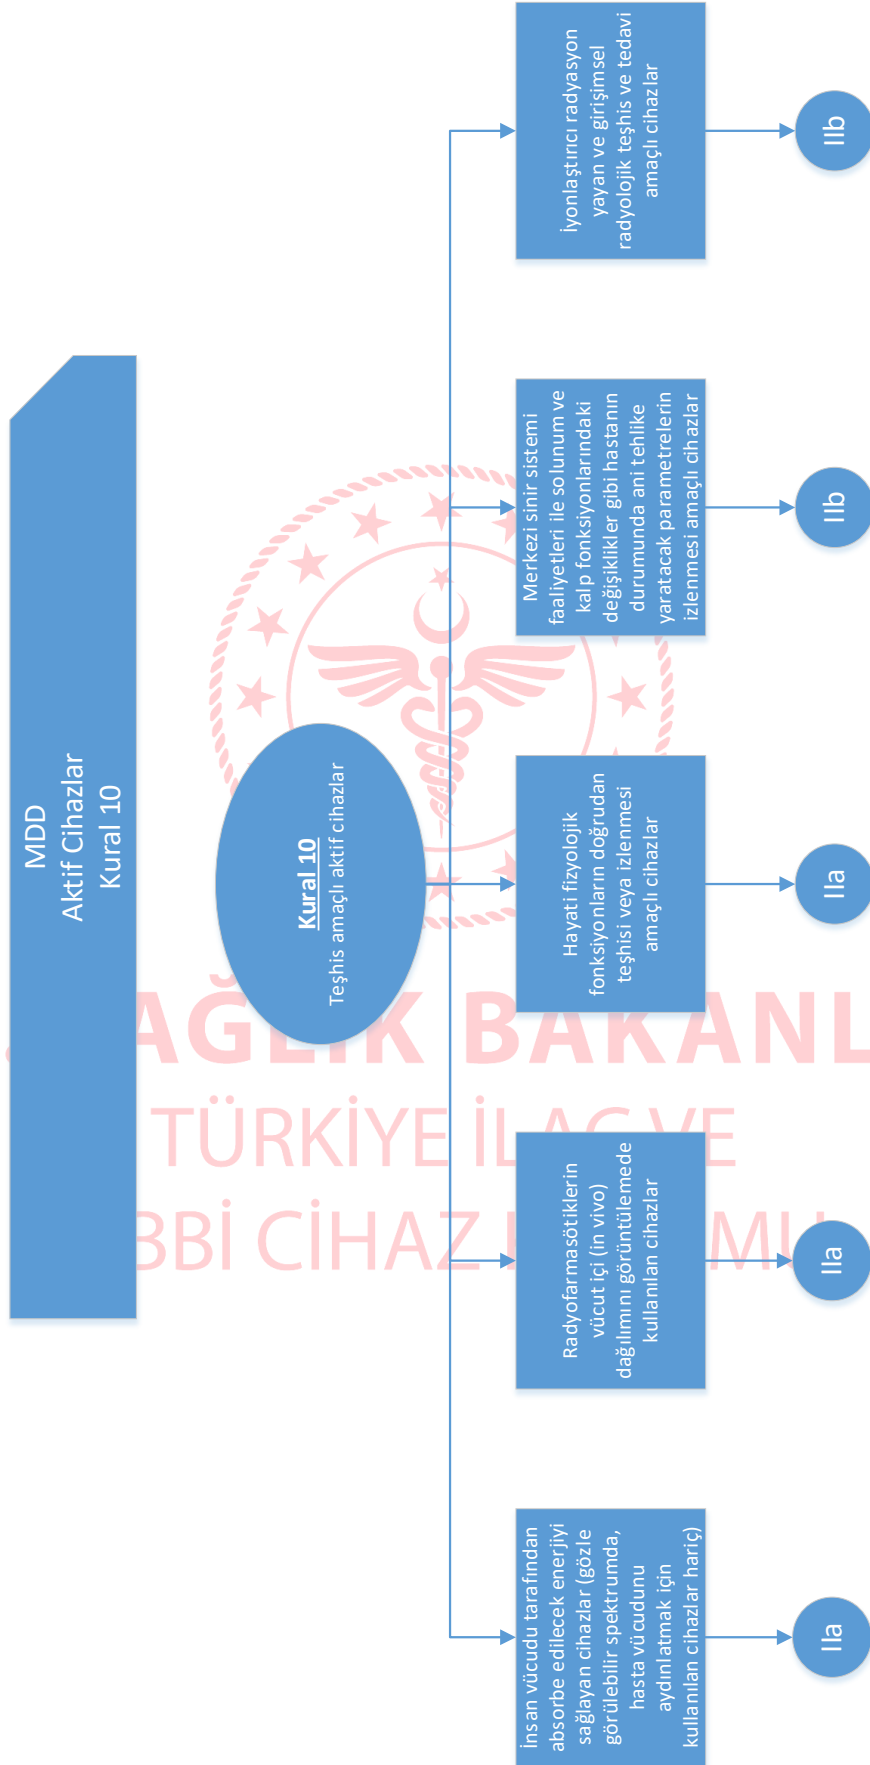 MDD
Aktif Cihazlar
Kural 10
Kural 10
Teşhis amaçlı aktif cihazlar
İnsan vücudu tarafından
absorbe edilecek enerjiyi
sağlayan cihazlar (gözle
görülebilir spektrumda,
hasta vücudunu
aydınlatmak için
kullanılan cihazlar hariç)
IIa
Radyofarmasötiklerin
vücut içi (in vivo)
dağılımını görüntülemede
kullanılan cihazlar
IIa
Hayati fizyolojik
fonksiyonların doğrudan
teşhisi veya izlenmesi
amaçlı cihazlar
IIa
Merkezi sinir sistemi
faaliyetleri ile solunum ve
kalp fonksiyonlarındaki
değişiklikler gibi hastanın
durumunda ani tehlike
yaratacak parametrelerin
izlenmesi amaçlı cihazlar
IIb
İyonlaştırıcı radyasyon
yayan ve girişimsel
radyolojik teşhis ve tedavi
amaçlı cihazlar
IIb
TÜRKİYE İLAÇ VE
CİHAZ